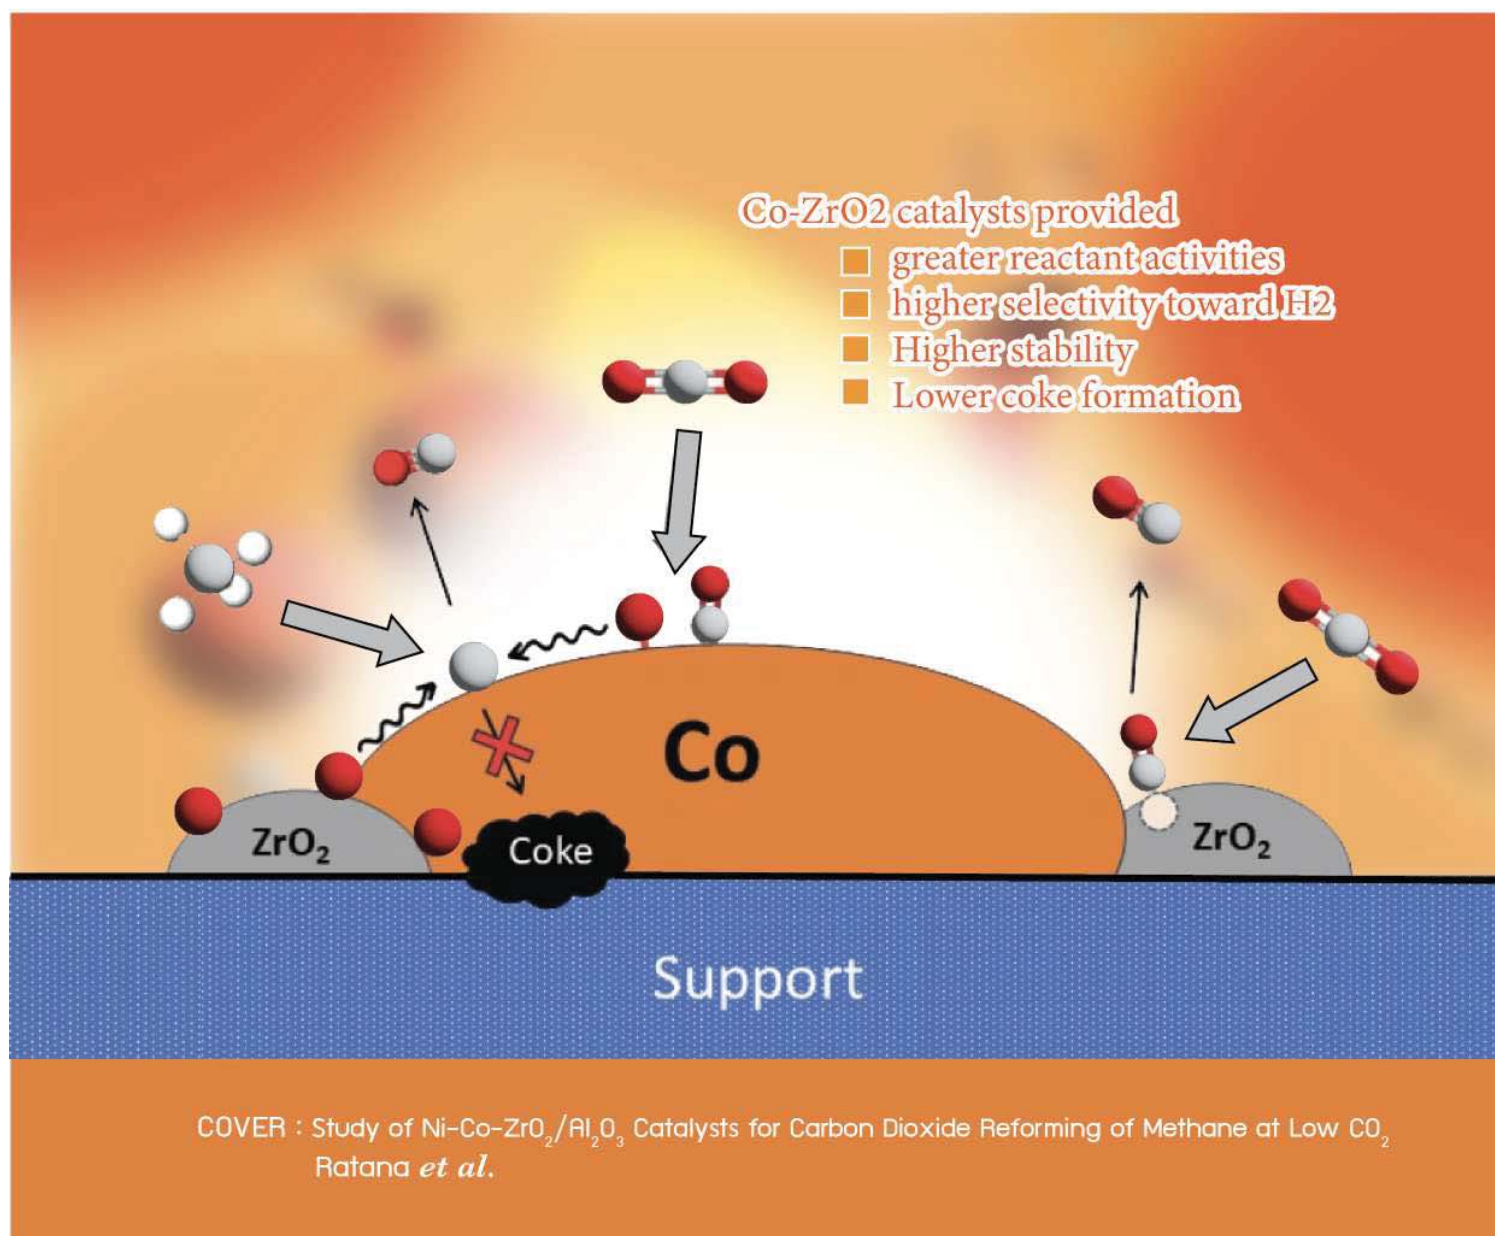 Co-ZrO2 catalysts provided
greater reactant activities
higher selectivity toward H2
Higher stability
Lower coke formation
Co
ZrO₂
Coke
ZrO₂
Support
COVER : Study of Ni-Co-ZrO₂/Al₂O₃ Catalysts for Carbon Dioxide Reforming of Methane at Low CO₂
Ratana et al.